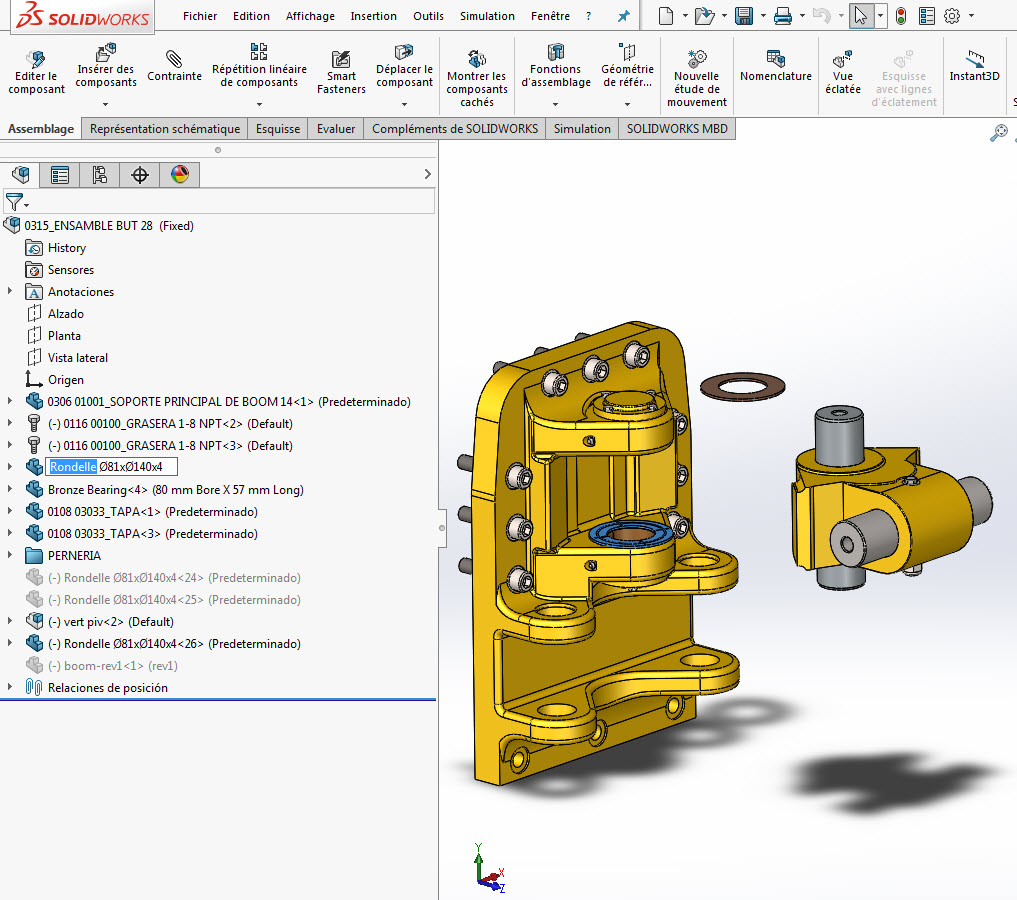 SOLIDWORKS
Fichier Edition Affichage Insertion Outils Simulation Fenêtre ?
Editer le composant
Insérer des composants
Contrainte
Répétition linéaire de composants
Smart Fasteners
Déplacer le composant
Montrer les composants cachés
Fonctions d'assemblage
Géométrie de référ...
Nouvelle étude de mouvement
Nomenclature
Vue éclatée
Esquisse avec lignes d'éclatement
Instant3D
S
Assemblage Représentation schématique Esquisse Evaluer Compléments de SOLIDWORKS Simulation SOLIDWORKS MBD
0315_ENSAMBLE BUT 28 (Fixed)
History
Sensores
A Anotaciones
Alzado
Planta
Vista lateral
Origen
0306 01001_SOPORTE PRINCIPAL DE BOOM 14<1> (Predeterminado)
(-) 0116 00100_GRASERA 1-8 NPT<2> (Default)
(-) 0116 00100_GRASERA 1-8 NPT<3> (Default)
Rondelle Ø81xØ140x4
Bronze Bearing<4> (80 mm Bore X 57 mm Long)
0108 03033_TAPA<1> (Predeterminado)
0108 03033_TAPA<3> (Predeterminado)
PERNERIA
(-) Rondelle Ø81xØ140x4<24> (Predeterminado)
(-) Rondelle Ø81xØ140x4<25> (Predeterminado)
(-) vert piv<2> (Default)
(-) Rondelle Ø81xØ140x4<26> (Predeterminado)
(-) boom-rev1<1> (rev1)
Relaciones de posición
Y
X
Z